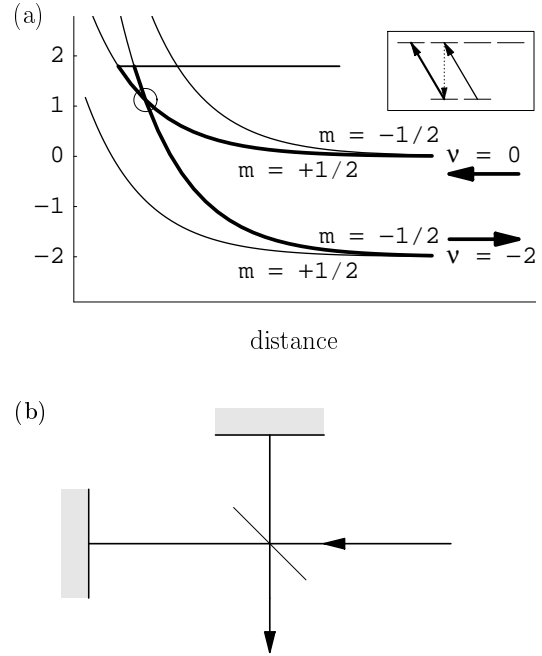 (a)
2
1
0
−1
−2
m = −1/2
ν = 0
m = +1/2
m = −1/2
ν = −2
m = +1/2
distance
(b)